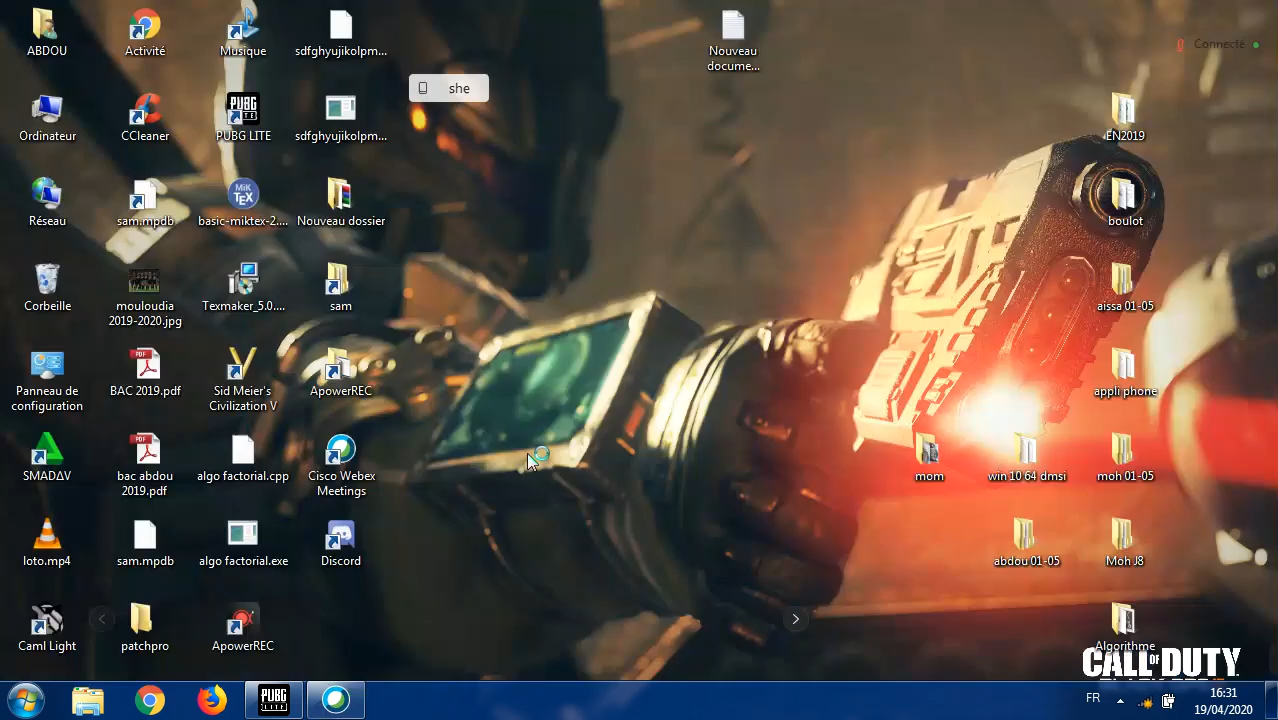 ABDOU
Activité
Musique
sdfghyujikolpm...
Nouveau
docume...
Connecté
she
Ordinateur
CCleaner
PUBG LITE
sdfghyujikolpm...
EN2019
Réseau
sam.mpdb
basic-miktex-2....
Nouveau dossier
boulot
Corbeille
mouloudia
2019-2020.jpg
Texmaker_5.0....
sam
aissa 01-05
Panneau de
configuration
BAC 2019.pdf
Sid Meier's
Civilization V
ApowerREC
appli phone
SMADΔV
bac abdou
2019.pdf
algo factorial.cpp
Cisco Webex
Meetings
mom
win 10 64 dmsi
moh 01-05
loto.mp4
sam.mpdb
algo factorial.exe
Discord
abdou 01-05
Moh J8
Caml Light
patchpro
ApowerREC
Algorithme
CALL OF DUTY
PUBG
LITE
FR
16:31
19/04/2020